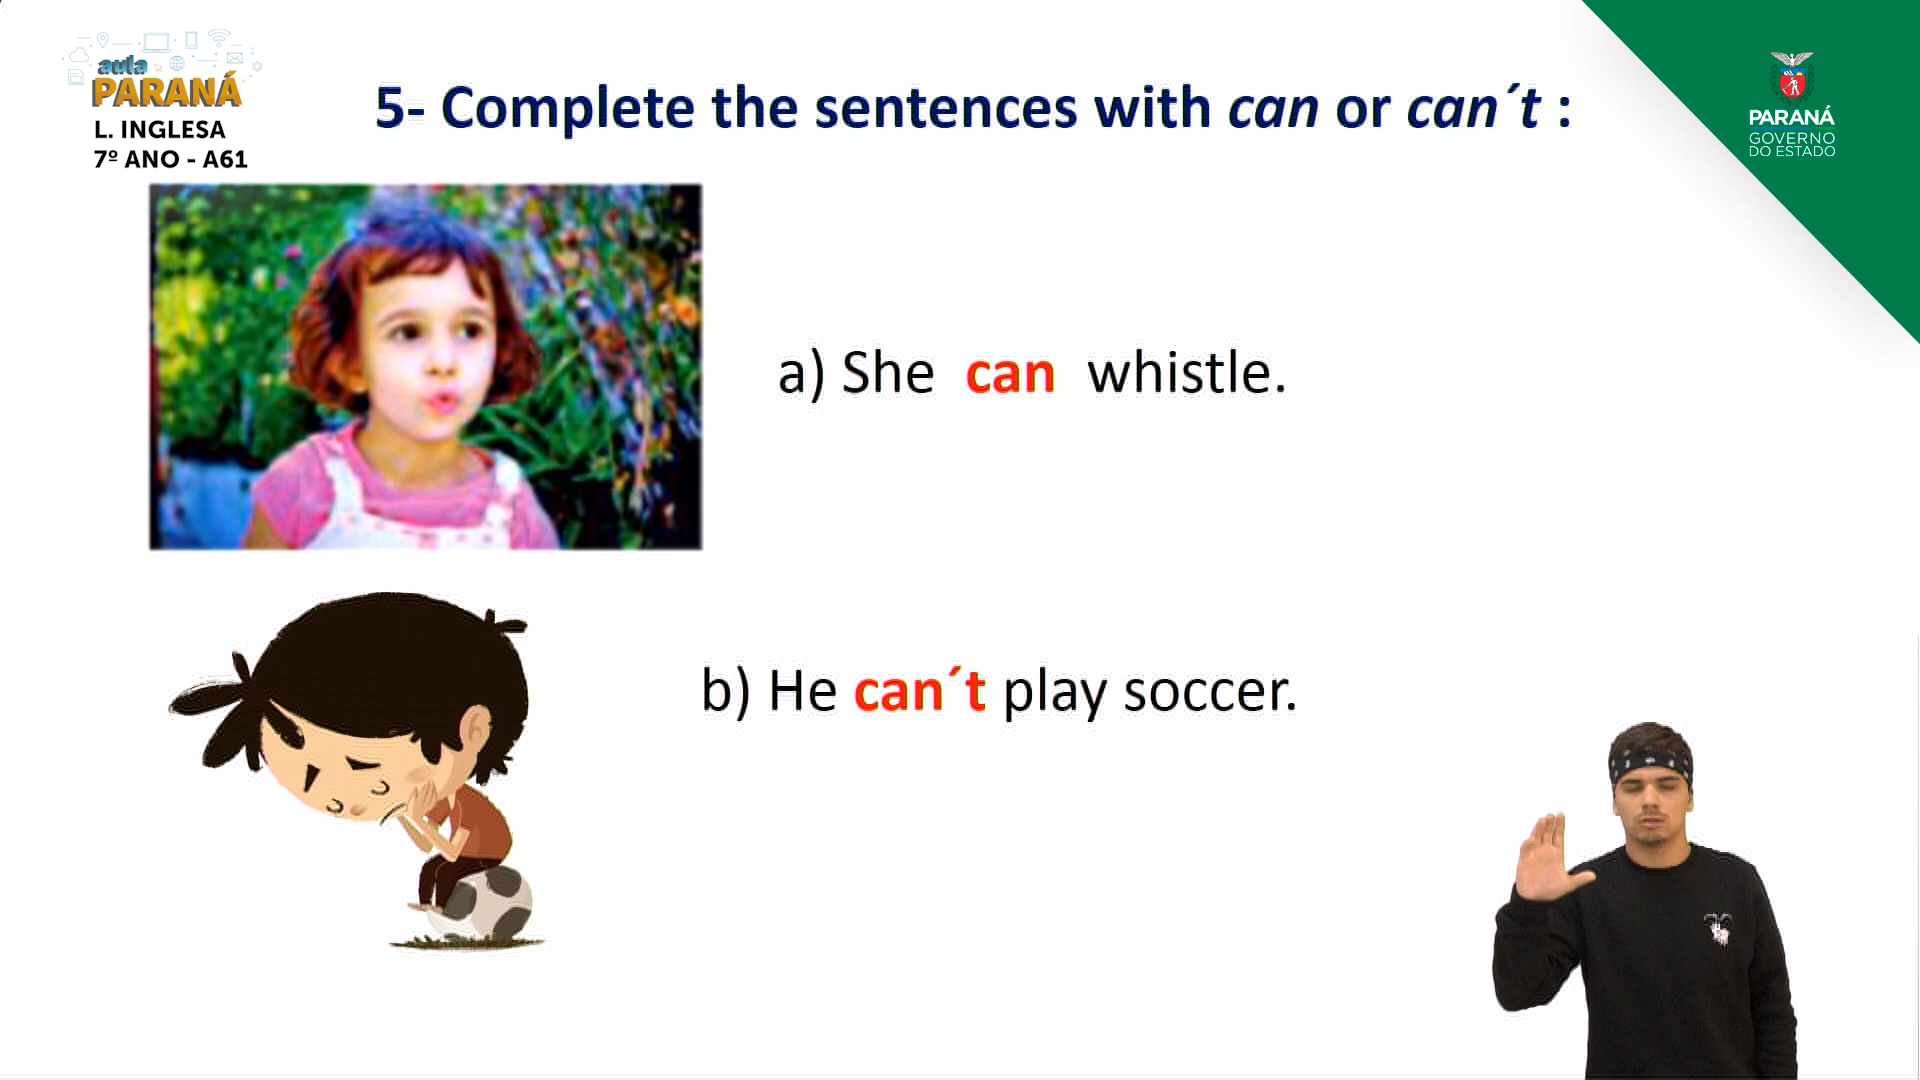 aula
PARANÁ
L. INGLESA
7º ANO - A61
5- Complete the sentences with can or can´t :
PARANÁ
GOVERNO
DO ESTADO
a) She can whistle.
b) He can´t play soccer.